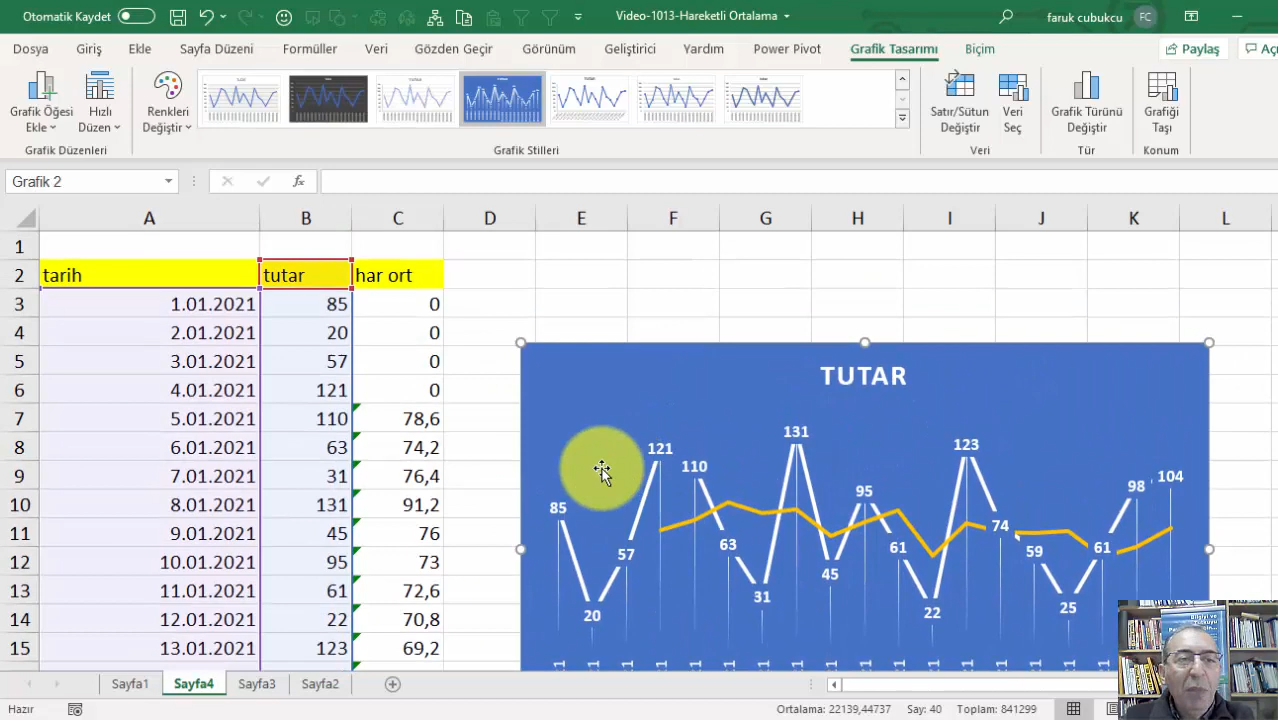 Otomatik Kaydet
Video-1013-Hareketli Ortalama
faruk cubukcu
FC
Dosya Giriş Ekle Sayfa Düzeni Formüller Veri Gözden Geçir Görünüm Geliştirici Yardım Power Pivot Grafik Tasarımı Biçim Paylaş
Grafik Öğesi Ekle
Hızlı Düzen
Renkleri Değiştir
Satır/Sütun Değiştir
Veri Seç
Grafik Türünü Değiştir
Grafiği Taşı
Grafik Düzenleri Grafik Stilleri Veri Tür Konum
Grafik 2 fx
A B C D E F G H I J K L
1
2 tarih tutar har ort
3 1.01.2021 85 0
4 2.01.2021 20 0
5 3.01.2021 57 0
6 4.01.2021 121 0
7 5.01.2021 110 78,6
8 6.01.2021 63 74,2
9 7.01.2021 31 76,4
10 8.01.2021 131 91,2
11 9.01.2021 45 76
12 10.01.2021 95 73
13 11.01.2021 61 72,6
14 12.01.2021 22 70,8
15 13.01.2021 123 69,2
TUTAR
85 20 57 121 110 63 31 131 45 95 61 22 123 74 59 25 61 98 104
Sayfa1 Sayfa4 Sayfa3 Sayfa2
Hazır
Ortalama: 22139,44737 Say: 40 Toplam: 841299